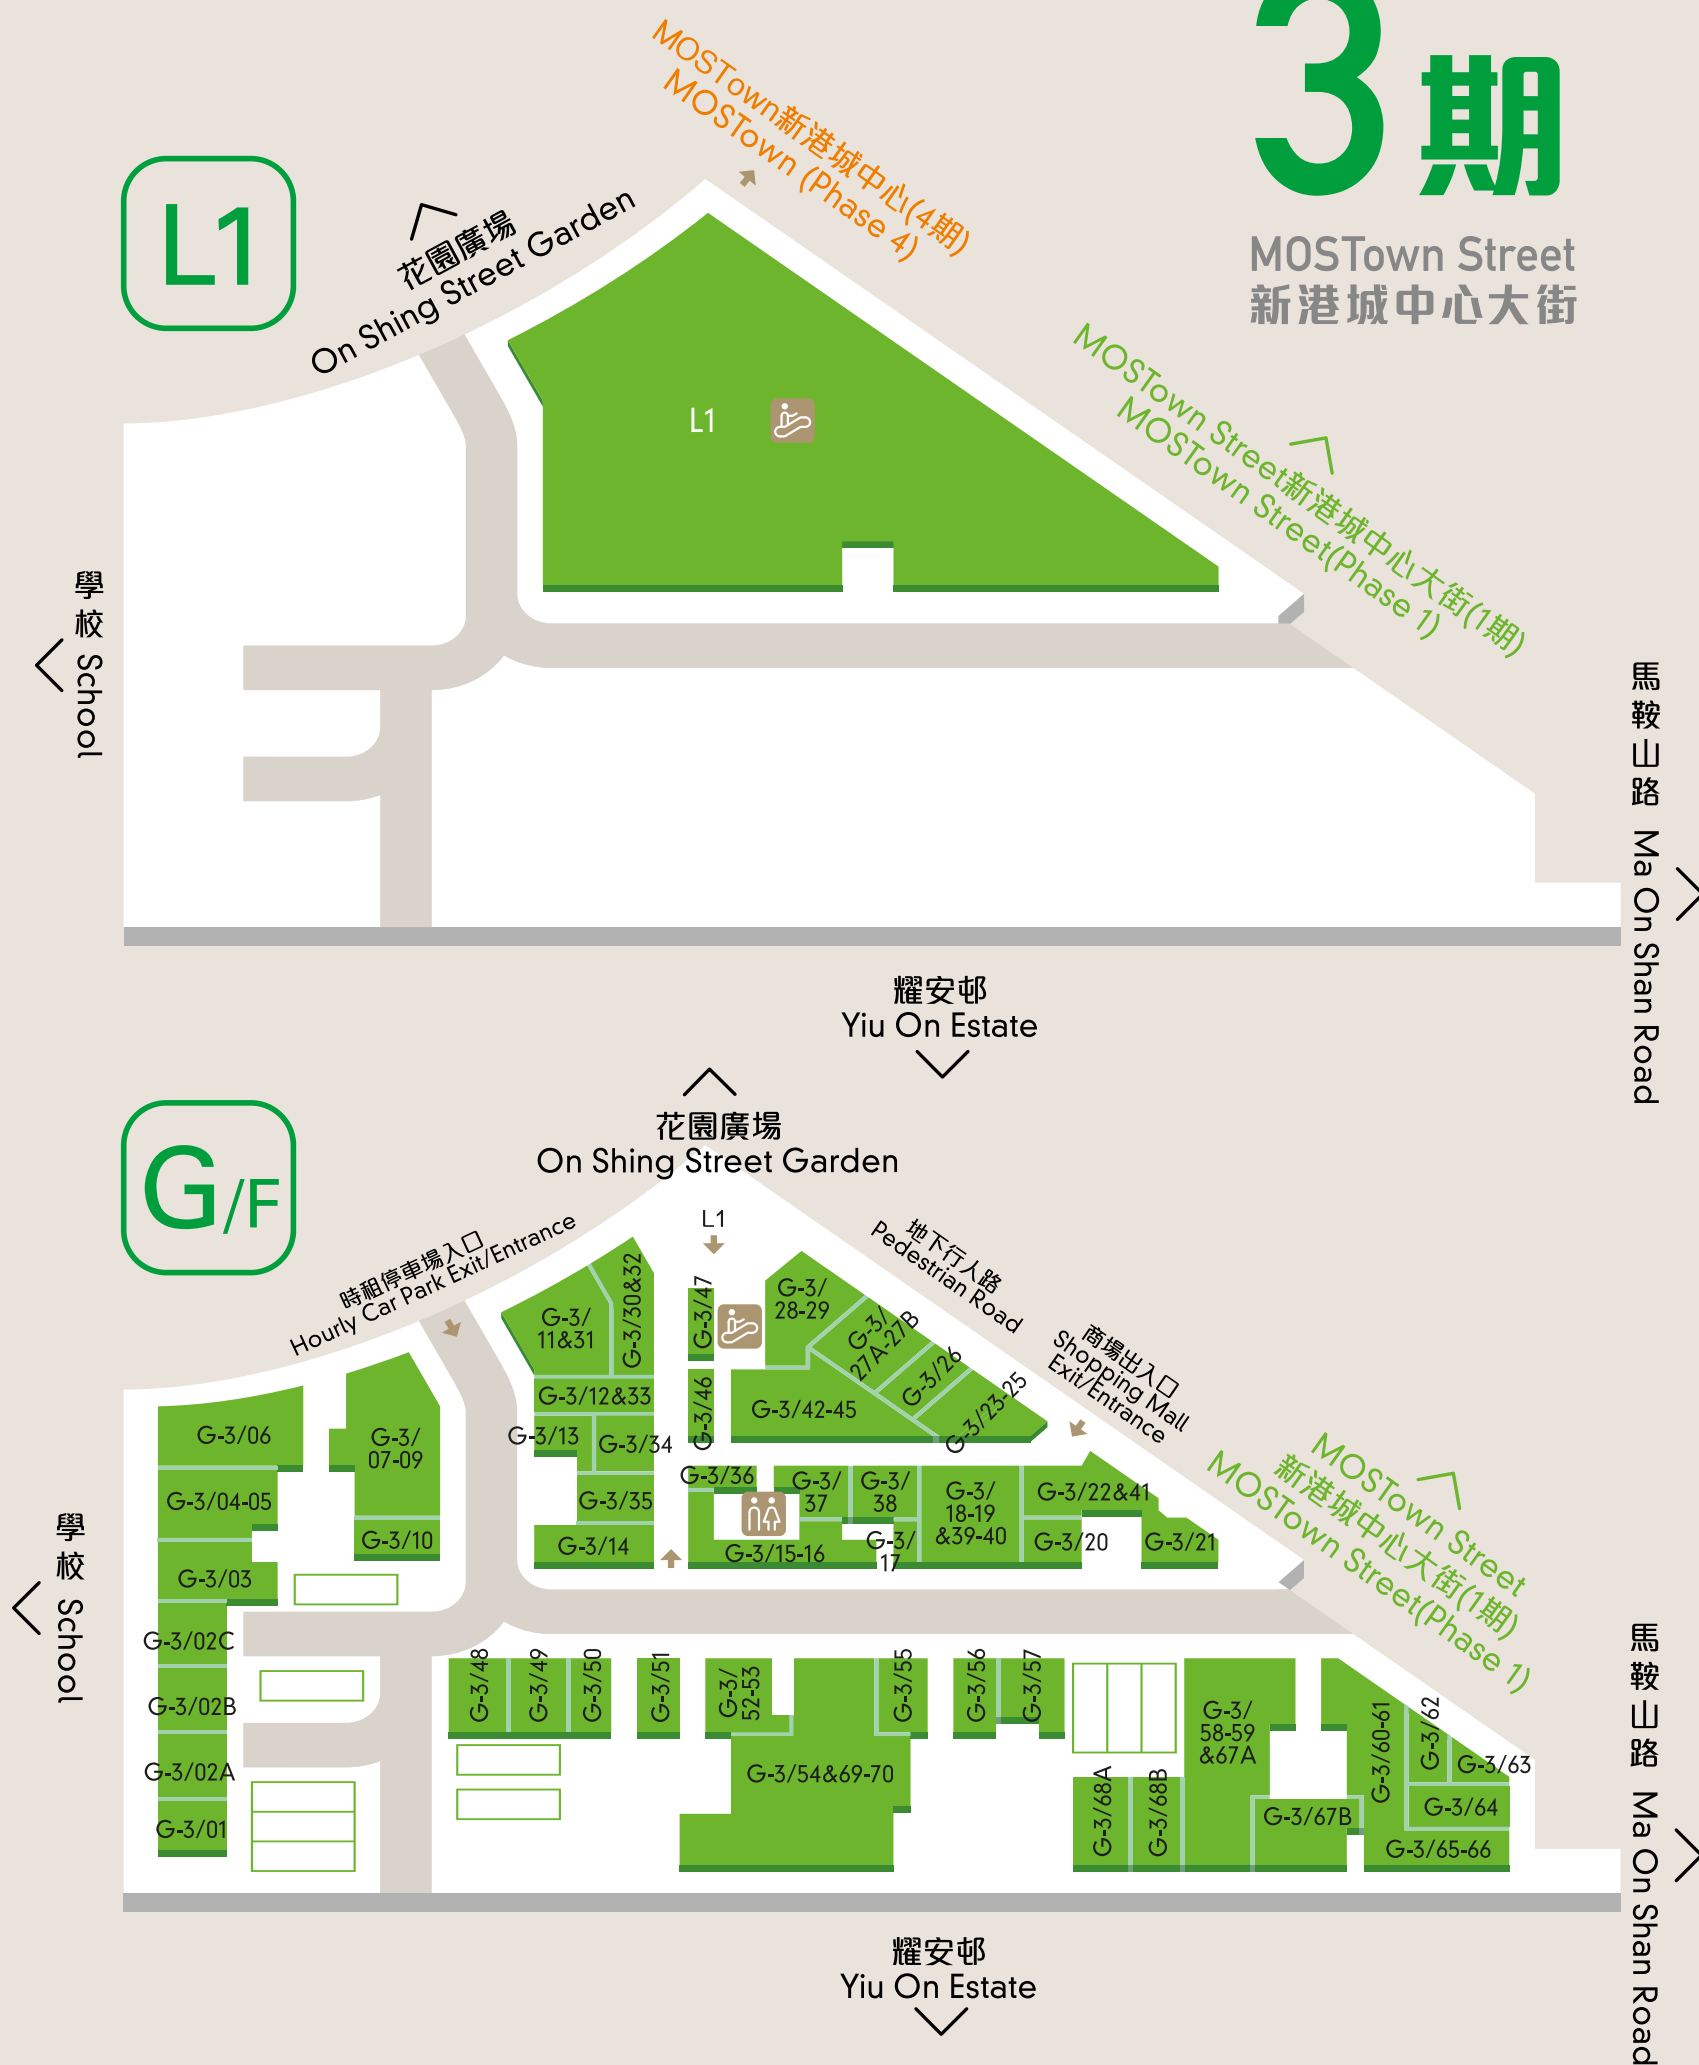 3期
MOSTown Street
新港城中心大街
L1
花園廣場
On Shing Street Garden
MOSTown新港城中心(4期)
MOSTown (Phase 4)
L1
MOSTown Street新港城中心大街(1期)
MOSTown Street(Phase 1)
學校 School
馬鞍山路 Ma On Shan Road
耀安邨
Yiu On Estate
G/F
花園廣場
On Shing Street Garden
時租停車場入口
Hourly Car Park Exit/Entrance
L1
地下行人路
Pedestrian Road
商場出入口
Shopping Mall
Exit/Entrance
MOSTown Street
新港城中心大街(1期)
MOSTown Street(Phase 1)
學校 School
馬鞍山路 Ma On Shan Road
G-3/06
G-3/
07-09
G-3/04-05
G-3/10
G-3/03
G-3/02C
G-3/02B
G-3/02A
G-3/01
G-3/
11&31
G-3/30&32
G-3/12&33
G-3/13
G-3/34
G-3/35
G-3/14
G-3/47
G-3/46
G-3/
28-29
G-3/
27A-27B
G-3/26
G-3/23-25
G-3/42-45
G-3/36
G-3/
37
G-3/
38
G-3/15-16
G-3/
17
G-3/
18-19
&39-40
G-3/22&41
G-3/20
G-3/21
G-3/48
G-3/49
G-3/50
G-3/51
G-3/
52-53
G-3/55
G-3/54&69-70
G-3/56
G-3/57
G-3/68A
G-3/68B
G-3/
58-59
&67A
G-3/67B
G-3/60-61
G-3/62
G-3/63
G-3/64
G-3/65-66
耀安邨
Yiu On Estate